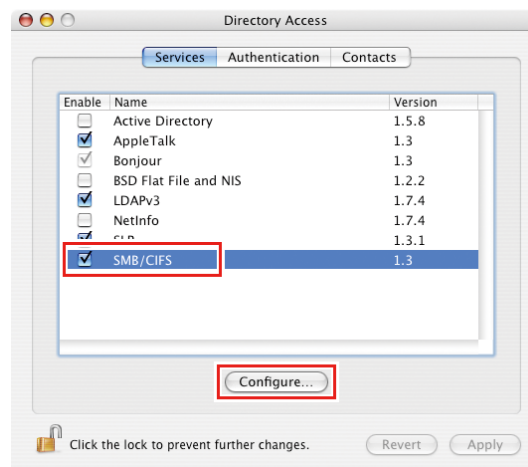 Directory Access
Services Authentication Contacts
Enable Name Version
Active Directory 1.5.8
AppleTalk 1.3
Bonjour 1.3
BSD Flat File and NIS 1.2.2
LDAPv3 1.7.4
NetInfo 1.7.4
1.3.1
SMB/CIFS 1.3
Configure...
Click the lock to prevent further changes. Revert Apply